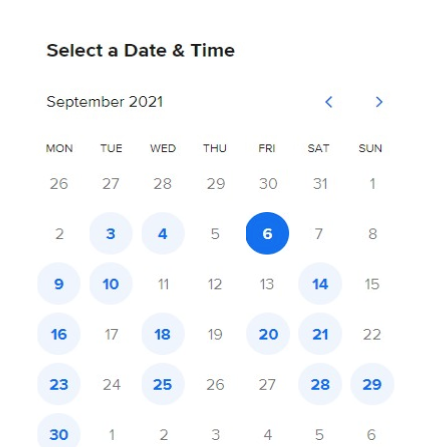 Select a Date & Time
September 2021
MON TUE WED THU FRI SAT SUN
26 27 28 29 30 31 1
2 3 4 5 6 7 8
9 10 11 12 13 14 15
16 17 18 19 20 21 22
23 24 25 26 27 28 29
30 1 2 3 4 5 6